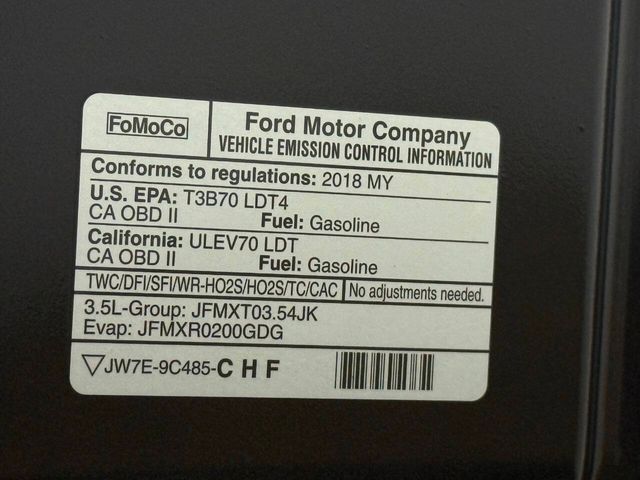 FoMoCo
Ford Motor Company
VEHICLE EMISSION CONTROL INFORMATION
Conforms to regulations: 2018 MY
U.S. EPA: T3B70 LDT4
CA OBD II Fuel: Gasoline
California: ULEV70 LDT
CA OBD II Fuel: Gasoline
TWC/DFI/SFI/WR-HO2S/HO2S/TC/CAC No adjustments needed.
3.5L-Group: JFMXT03.54JK
Evap: JFMXR0200GDG
JW7E-9C485-C H F